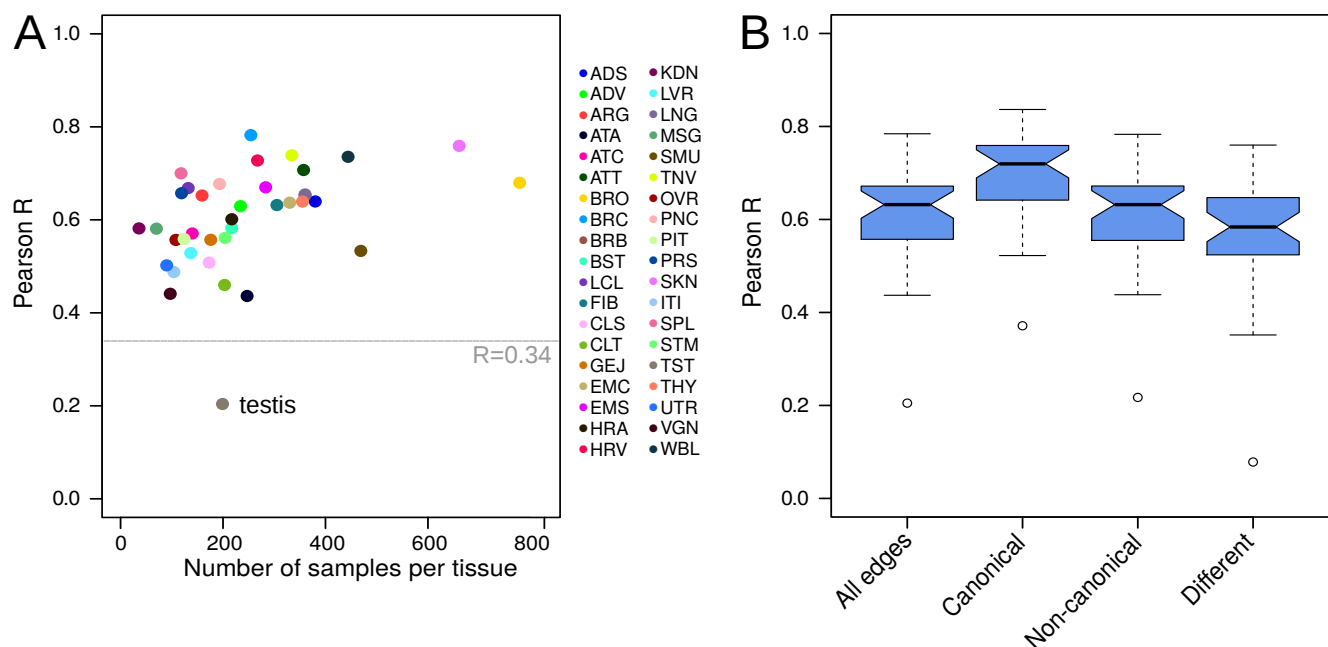 A
Pearson R
1.0
0.8
0.6
0.4
0.2
0.0
R=0.34
testis
0 200 400 600 800
Number of samples per tissue
ADS KDN
ADV LVR
ARG LNG
ATA MSG
ATC SMU
ATT TNV
BRO OVR
BRC PNC
BRB PIT
BST PRS
LCL SKN
FIB ITI
CLS SPL
CLT STM
GEJ TST
EMC THY
EMS UTR
HRA VGN
HRV WBL
B
Pearson R
1.0
0.8
0.6
0.4
0.2
0.0
All edges
Canonical
Non-canonical
Different